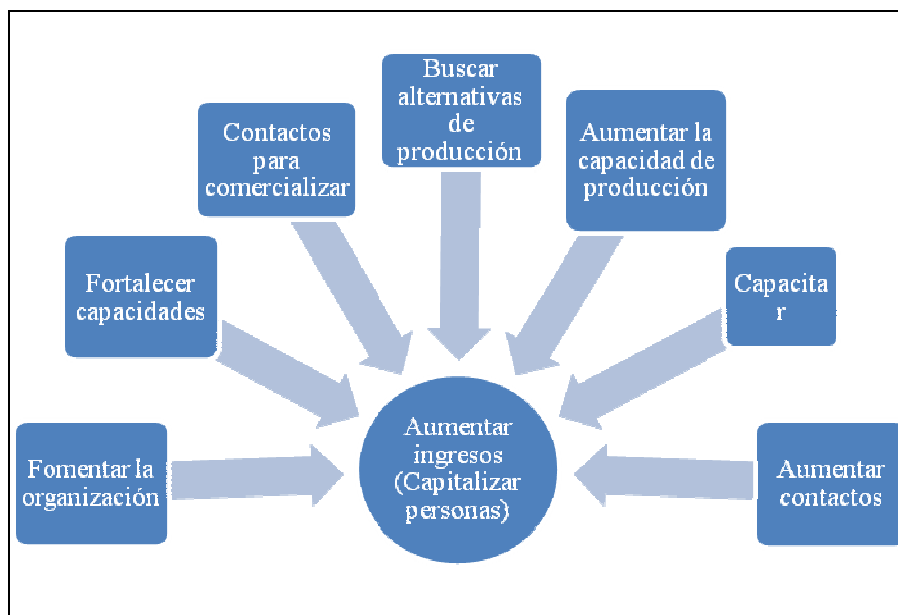 Buscar
alternativas
de
producción
Contactos
para
comercializar
Aumentar la
capacidad de
producción
Fortalecer
capacidades
Capacita
r
Fomentar la
organización
Aumentar
ingresos
(Capitalizar
personas)
Aumentar
contactos